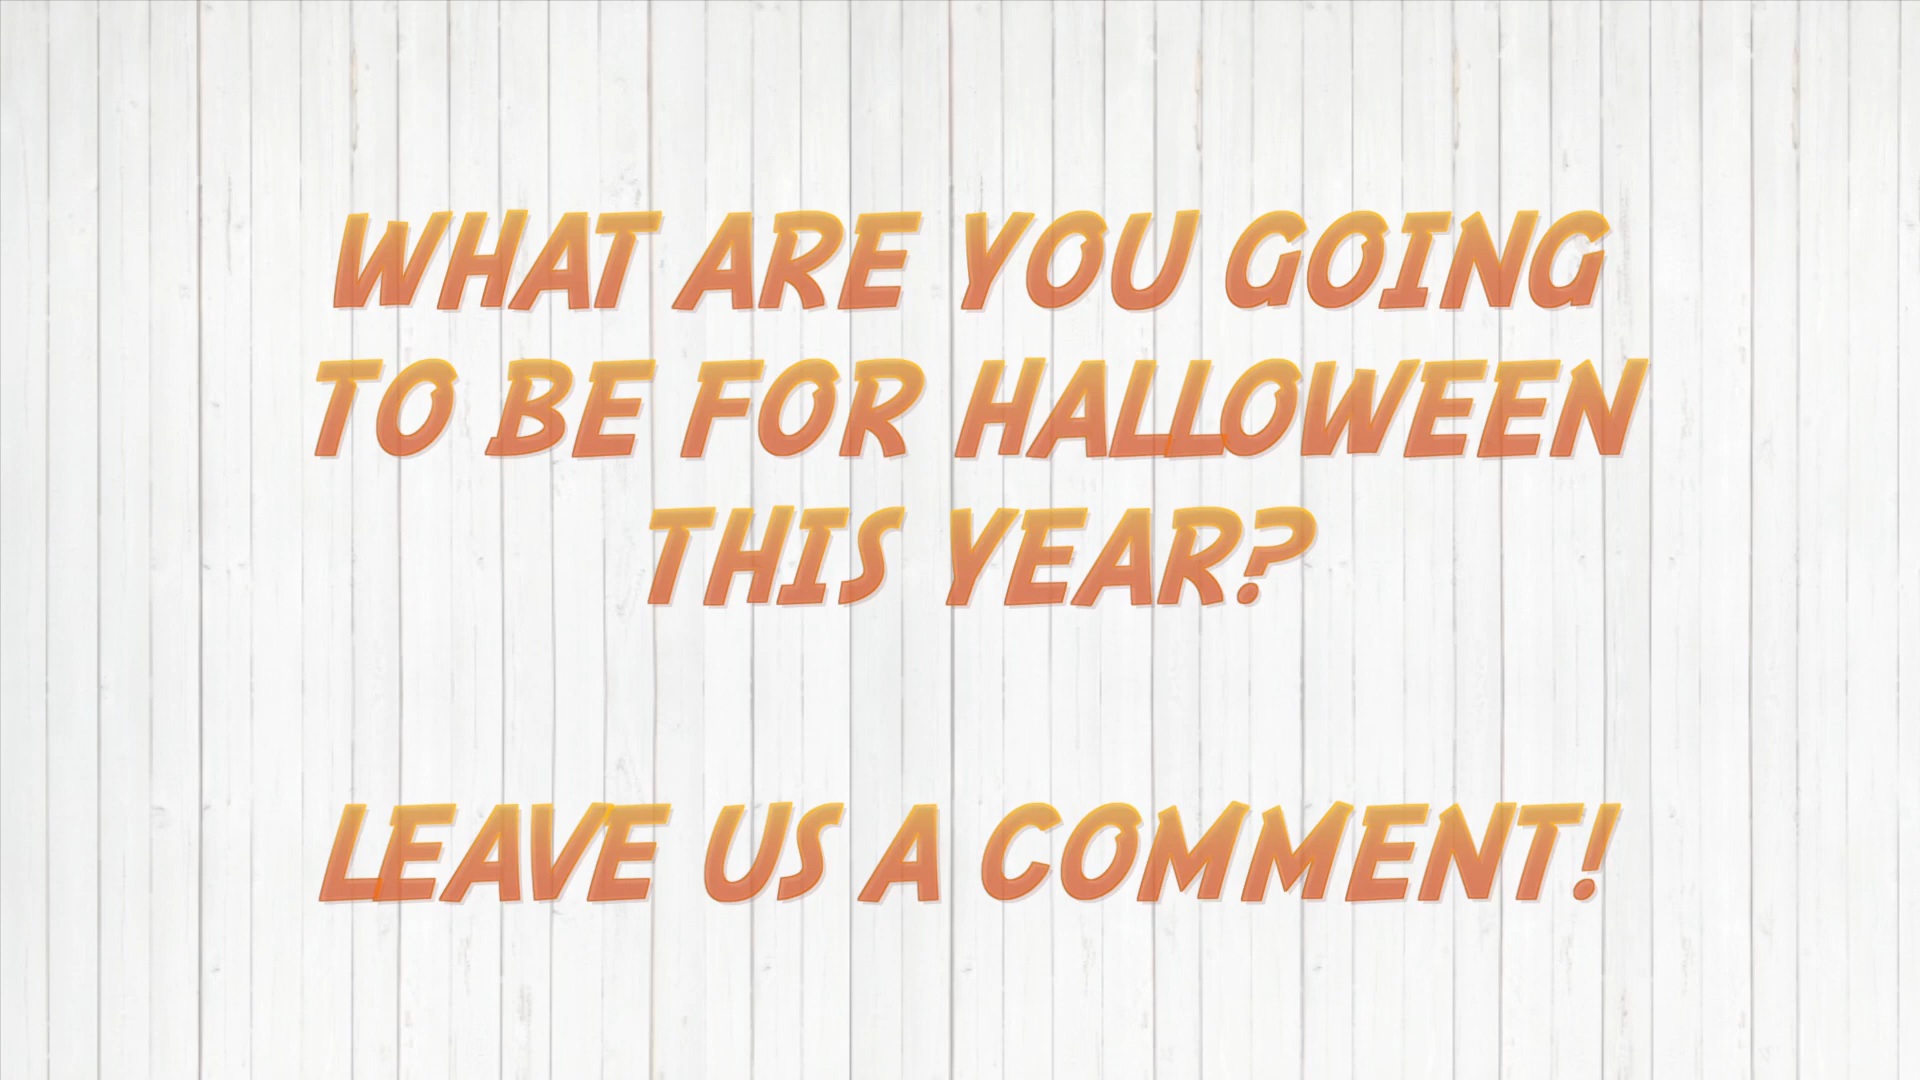 WHAT ARE YOU GOING
TO BE FOR HALLOWEEN
THIS YEAR?
LEAVE US A COMMENT!